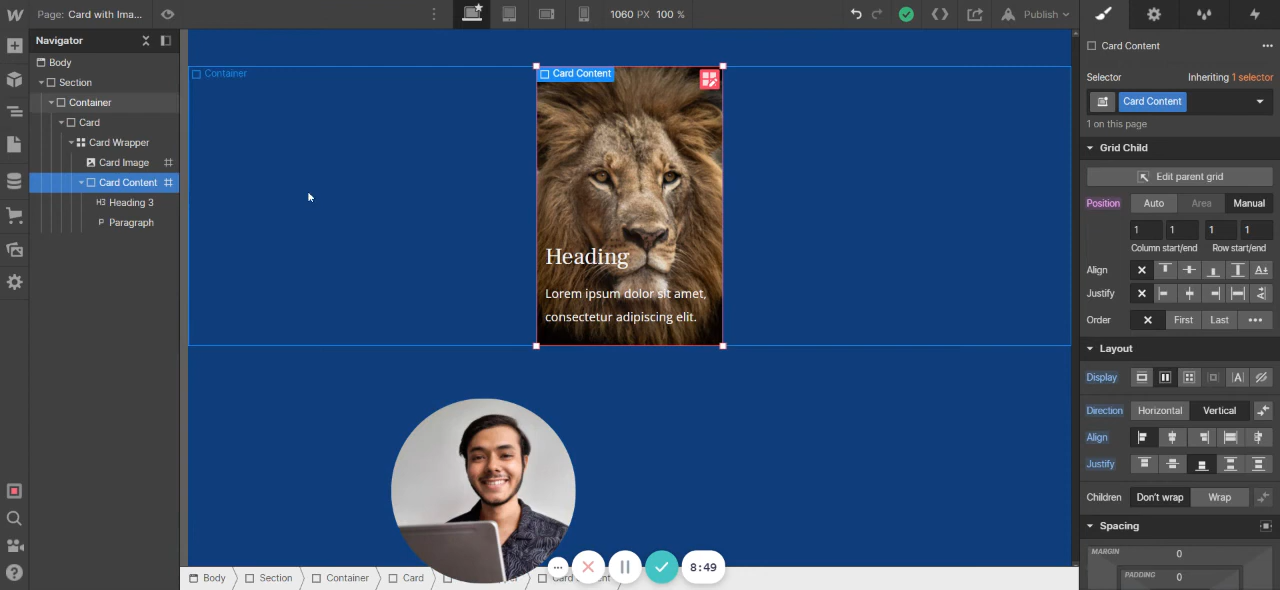 Page: Card with Ima...
1060 PX 100 %
Publish
Navigator
Body
Section
Container
Card
Card Wrapper
Card Image
Card Content
H3 Heading 3
P Paragraph
Container
Card Content
Heading
Lorem ipsum dolor sit amet,
consectetur adipiscing elit.
8:49
Body
Section
Container
Card
Card Content
Selector Inheriting 1 selector
Card Content
1 on this page
Grid Child
Edit parent grid
Position Auto Area Manual
1 1 1 1
Column start/end Row start/end
Align
Justify
Order First Last
Layout
Display
Direction Horizontal Vertical
Align
Justify
Children Don't wrap Wrap
Spacing
MARGIN 0
PADDING 0